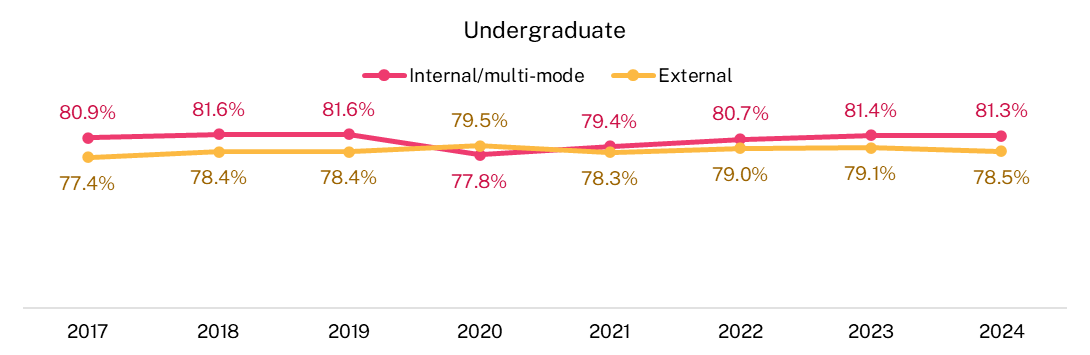 Undergraduate
Internal/multi-mode External
80.9% 81.6% 81.6% 79.5% 79.4% 80.7% 81.4% 81.3%
77.4% 78.4% 78.4% 77.8% 78.3% 79.0% 79.1% 78.5%
2017 2018 2019 2020 2021 2022 2023 2024